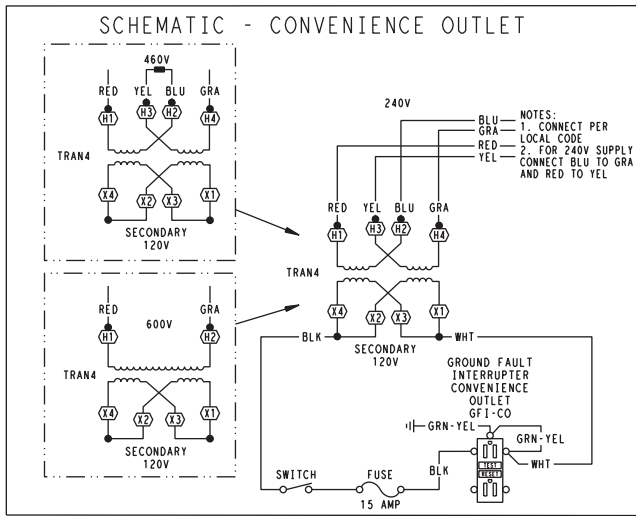 SCHEMATIC - CONVENIENCE OUTLET
460V
RED YEL BLU GRA
H1 H3 H2 H4
TRAN4
X4 X2 X3 X1
SECONDARY
120V
RED GRA
600V
H1 H2
TRAN4
X4 X2 X3 X1
SECONDARY
120V
240V
BLU
GRA
RED
YEL
NOTES:
1. CONNECT PER
LOCAL CODE
2. FOR 240V SUPPLY
CONNECT BLU TO GRA
AND RED TO YEL
RED YEL BLU GRA
H1 H3 H2 H4
TRAN4
X4 X2 X3 X1
BLK WHT
SECONDARY
120V
GROUND FAULT
INTERRUPTER
CONVENIENCE
OUTLET
GFI-CO
GRN-YEL
GRN-YEL
WHT
BLK
TEST
RESET
SWITCH FUSE
15 AMP